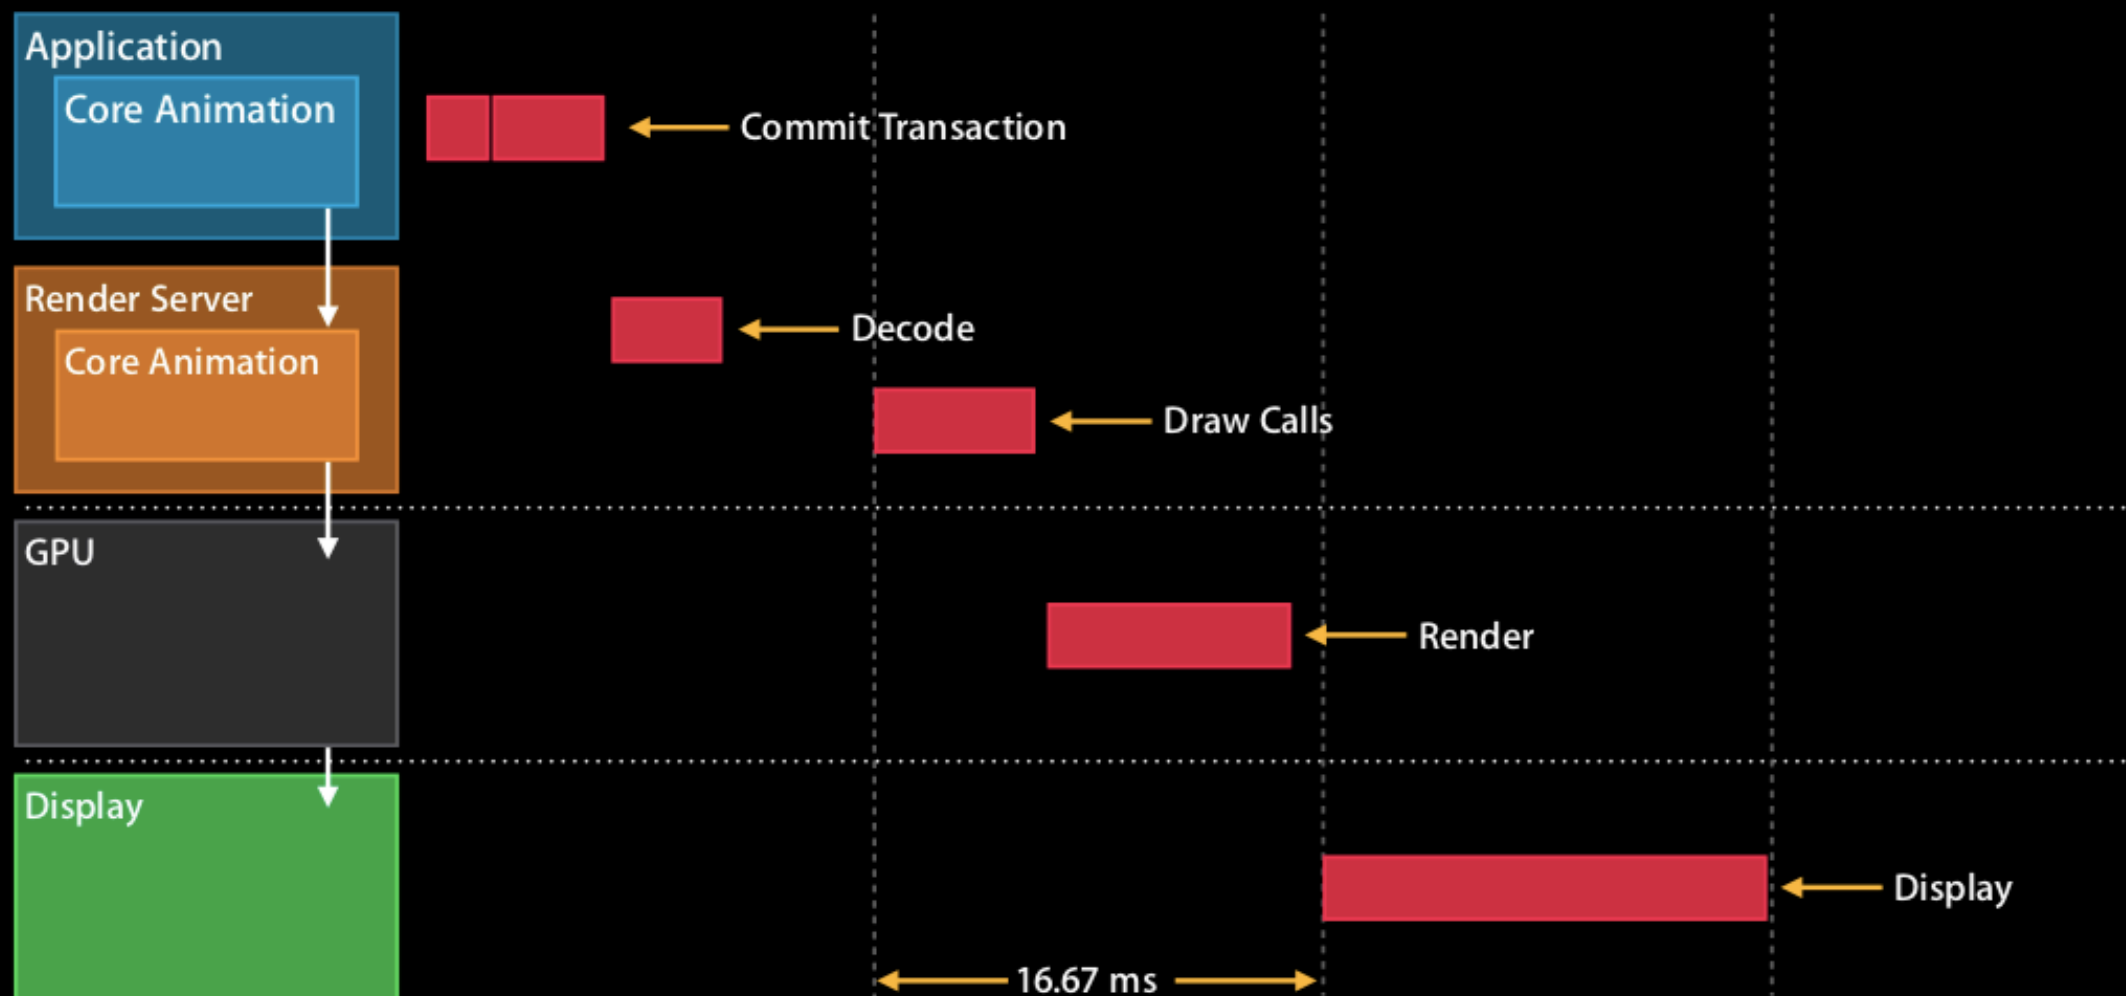 Application
Core Animation
Commit Transaction
Render Server
Core Animation
Decode
Draw Calls
GPU
Render
Display
Display
16.67 ms